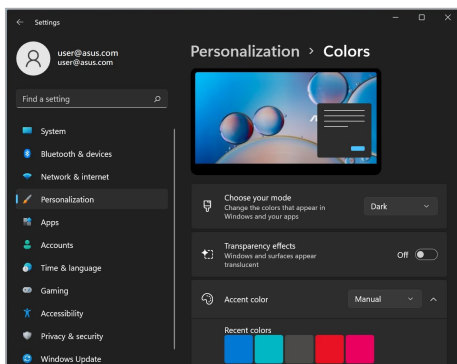 Settings
user@asus.com
user@asus.com
Find a setting
System
Bluetooth & devices
Network & internet
Personalization
Apps
Accounts
Time & language
Gaming
Accessibility
Privacy & security
Windows Update
Personalization > Colors
Choose your mode
Change the colors that appear in
Windows and your apps
Dark
Transparency effects
Windows and surfaces appear
translucent
Off
Accent color
Manual
Recent colors